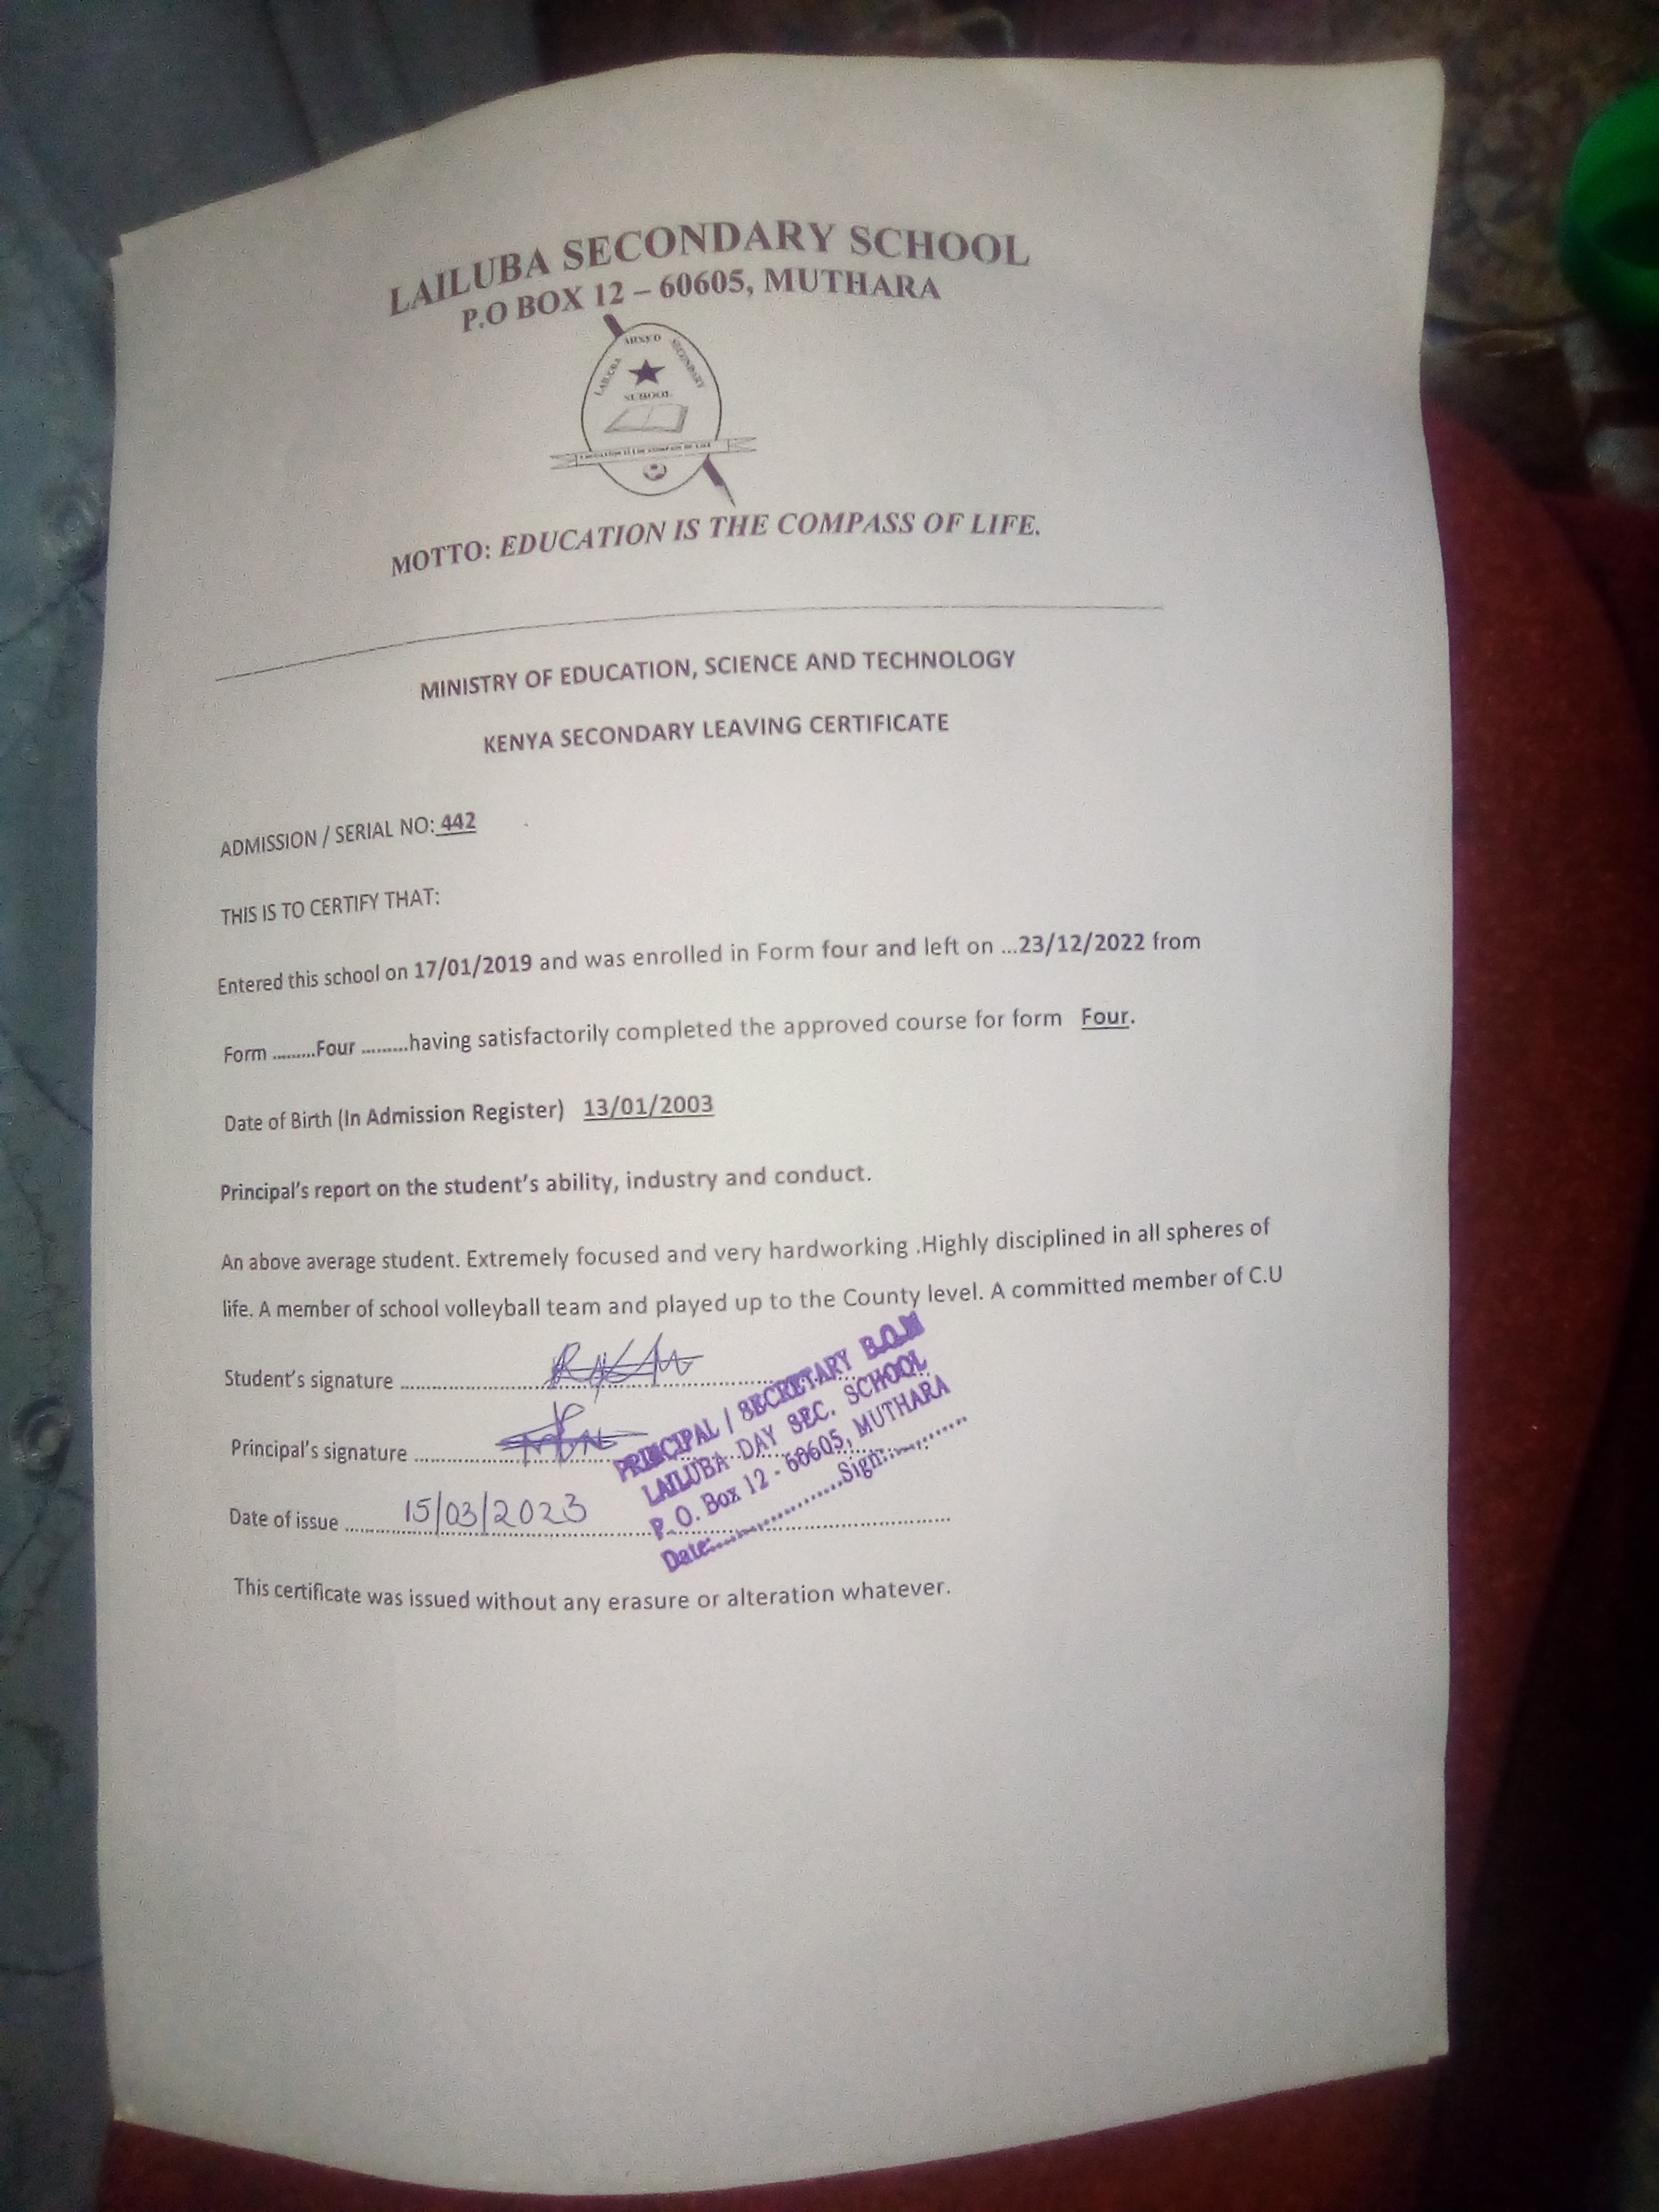 LAILUBA SECONDARY SCHOOL
P.O BOX 12 – 60605, MUTHARA
MIXED
LAILUBA
SECONDARY
SCHOOL
EDUCATION IS THE COMPASS OF LIFE
MOTTO: EDUCATION IS THE COMPASS OF LIFE.
MINISTRY OF EDUCATION, SCIENCE AND TECHNOLOGY
KENYA SECONDARY LEAVING CERTIFICATE
ADMISSION / SERIAL NO: 442
THIS IS TO CERTIFY THAT:
Entered this school on 17/01/2019 and was enrolled in Form four and left on ...23/12/2022 from
Form .........Four .........having satisfactorily completed the approved course for form Four.
Date of Birth (In Admission Register) 13/01/2003
Principal's report on the student's ability, industry and conduct.
An above average student. Extremely focused and very hardworking .Highly disciplined in all spheres of
life. A member of school volleyball team and played up to the County level. A committed member of C.U
Student's signature
Principal's signature
Date of issue 15/03/2023
PRINCIPAL / SECRETARY B.O.M
LAILUBA DAY SEC. SCHOOL
P. O. Box 12 - 60605, MUTHARA
Date:..................Sign:..............
This certificate was issued without any erasure or alteration whatever.